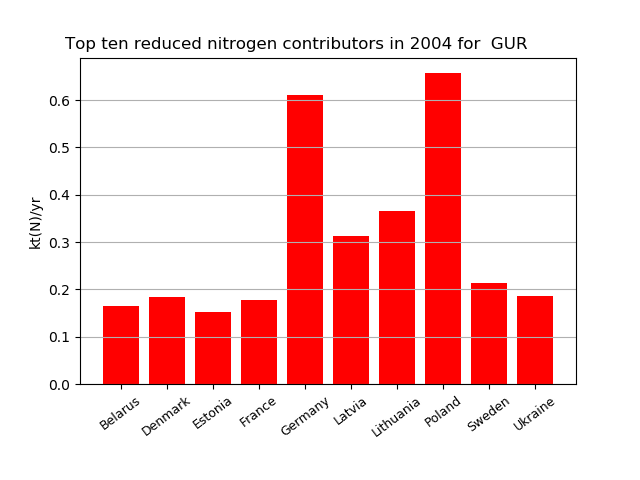 Top ten reduced nitrogen contributors in 2004 for  GUR
kt(N)/yr
0.6
0.5
0.4
0.3
0.2
0.1
0.0
Belarus
Denmark
Estonia
France
Germany
Latvia
Lithuania
Poland
Sweden
Ukraine